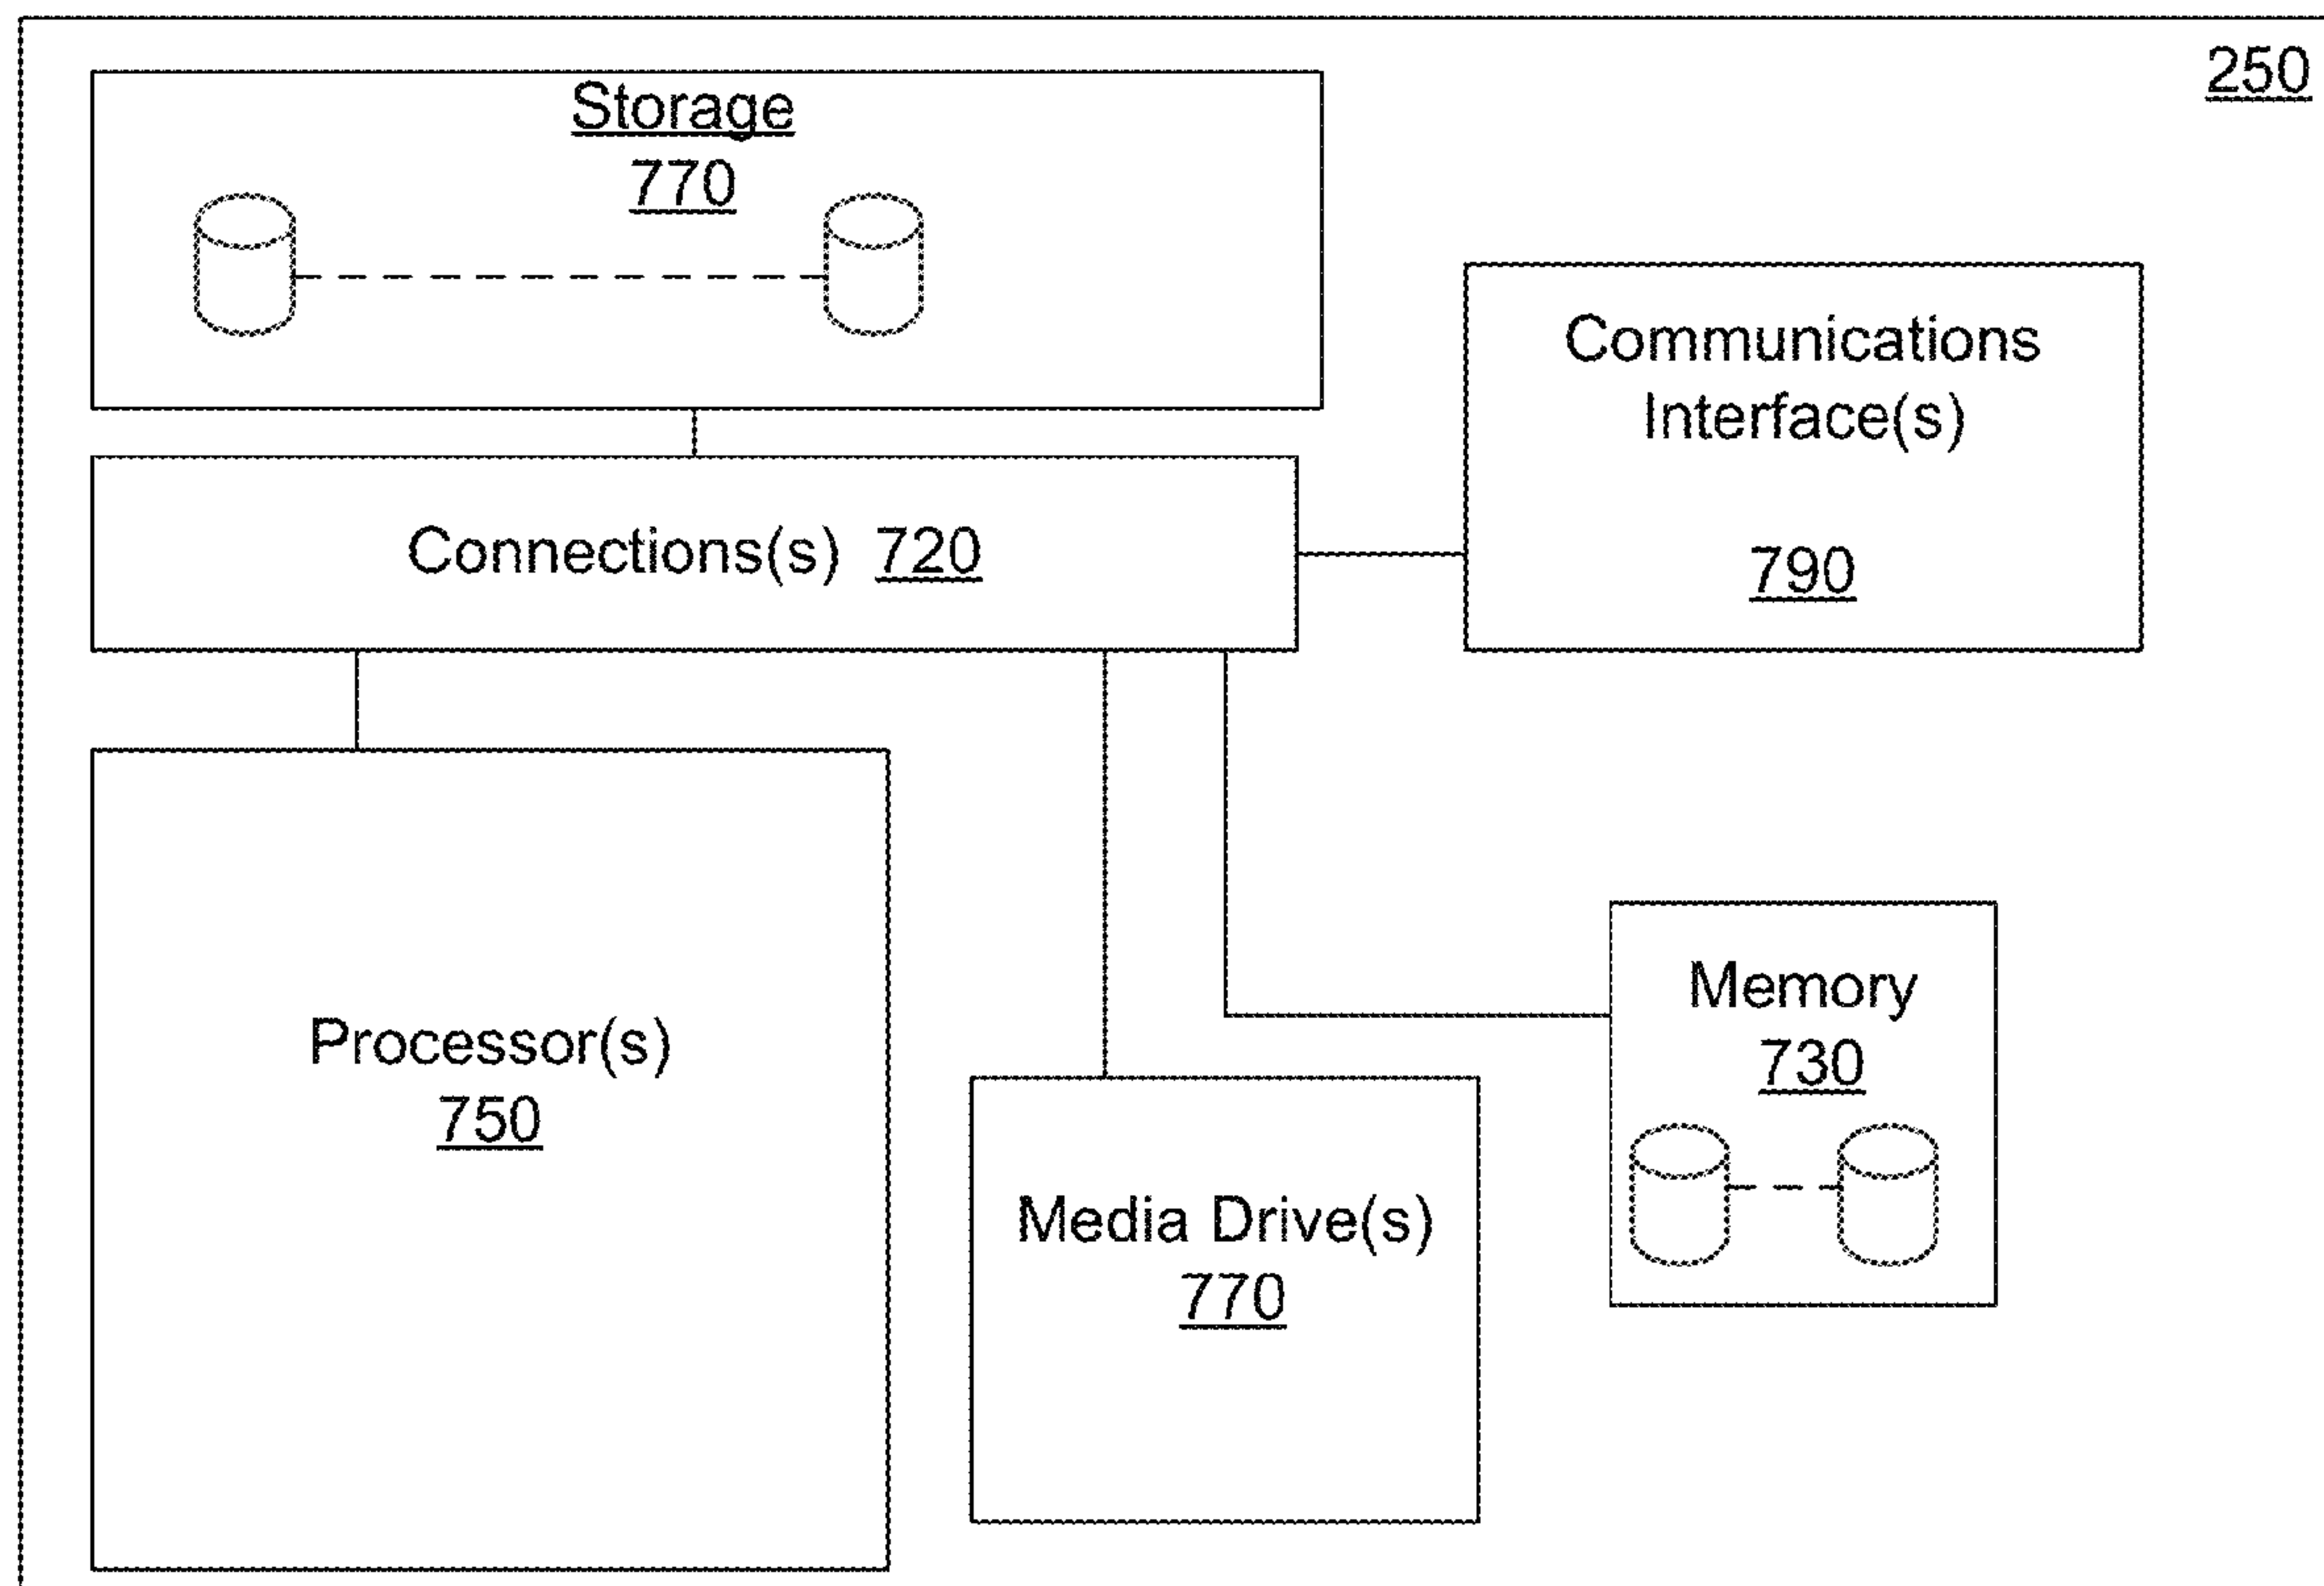 250
Storage
770
Communications
Interface(s)
790
Connections(s) 720
Processor(s)
750
Media Drive(s)
770
Memory
730